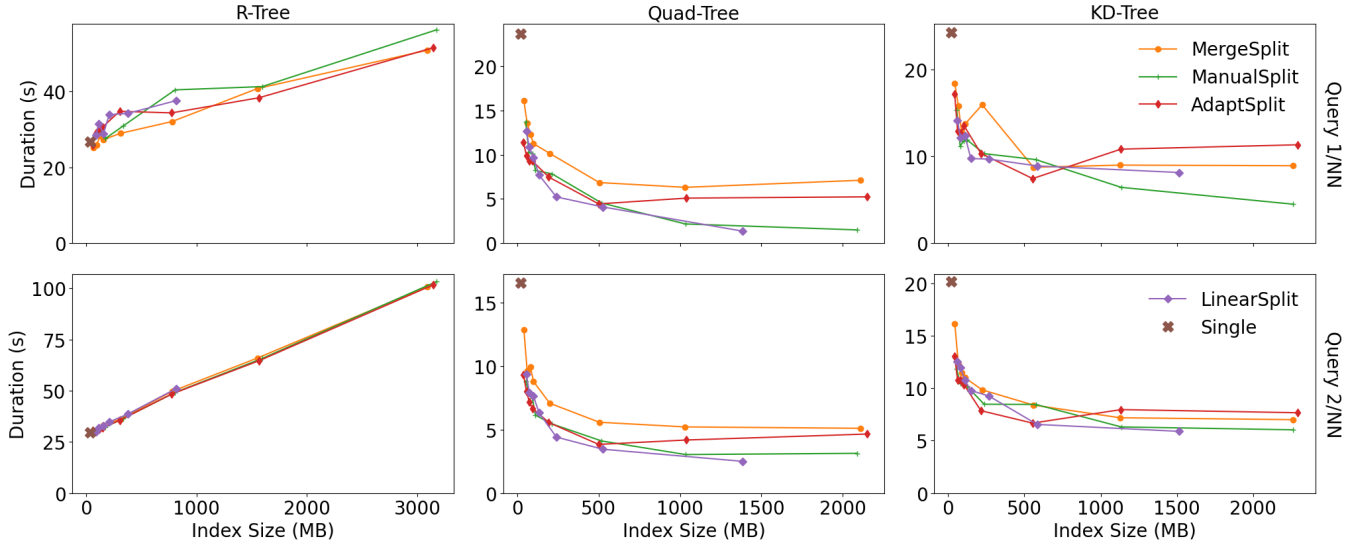 R-Tree
Quad-Tree
KD-Tree
Duration (s)
40
20
0
20
15
10
5
0
20
15
10
5
0
MergeSplit
ManualSplit
AdaptSplit
Query 1/NN
Duration (s)
100
75
50
25
0
15
10
5
0
20
15
10
5
0
LinearSplit
Single
Query 2/NN
0 1000 2000 3000
0 500 1000 1500 2000
0 500 1000 1500 2000
Index Size (MB)
Index Size (MB)
Index Size (MB)